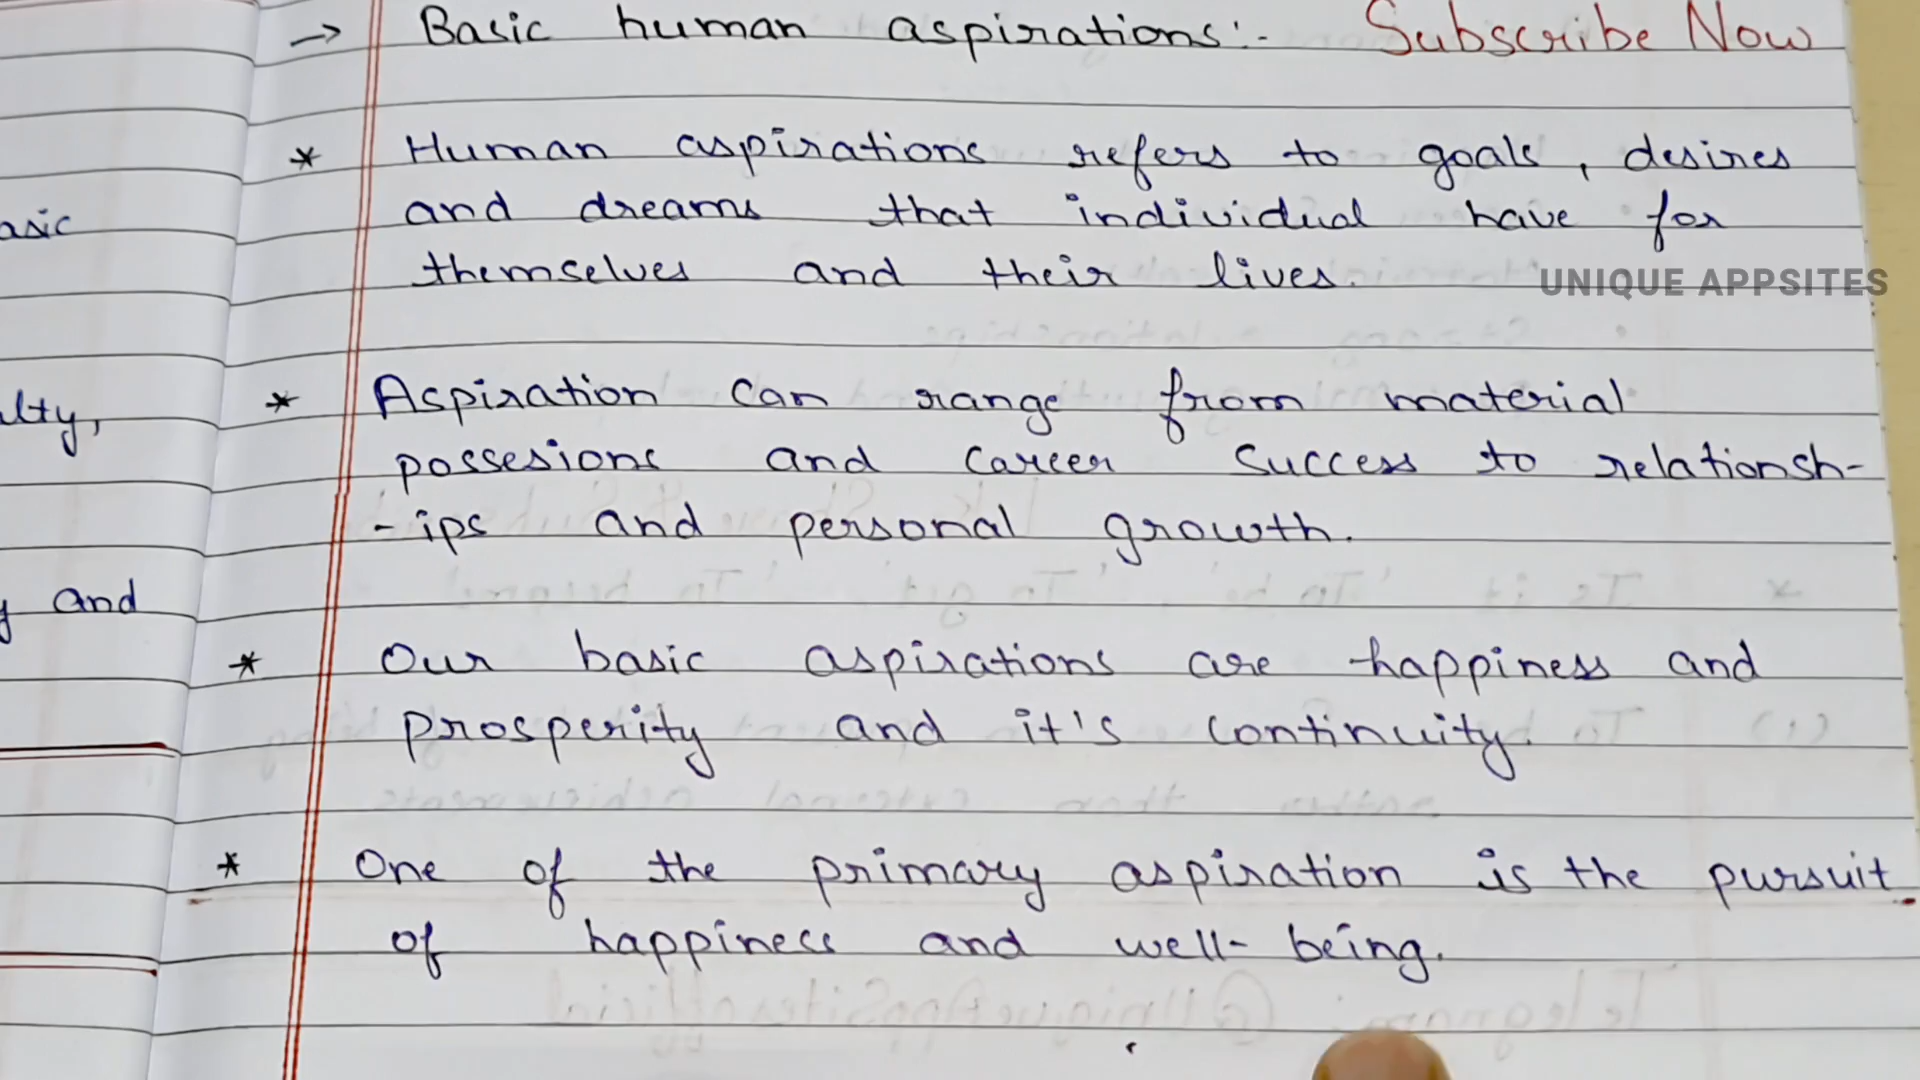 → Basic human aspirations:- Subscribe Now
* Human aspirations refers to goals, desires
and dreams that individual have for
asic
themselves and their lives.
UNIQUE APPSITES
* Aspiration can range from material
lty,
possesions and career success to relationsh-
-ips and personal growth.
and
* Our basic aspirations are happiness and
prosperity and it's continuity.
* One of the primary aspiration is the pursuit
of happiness and well-being.